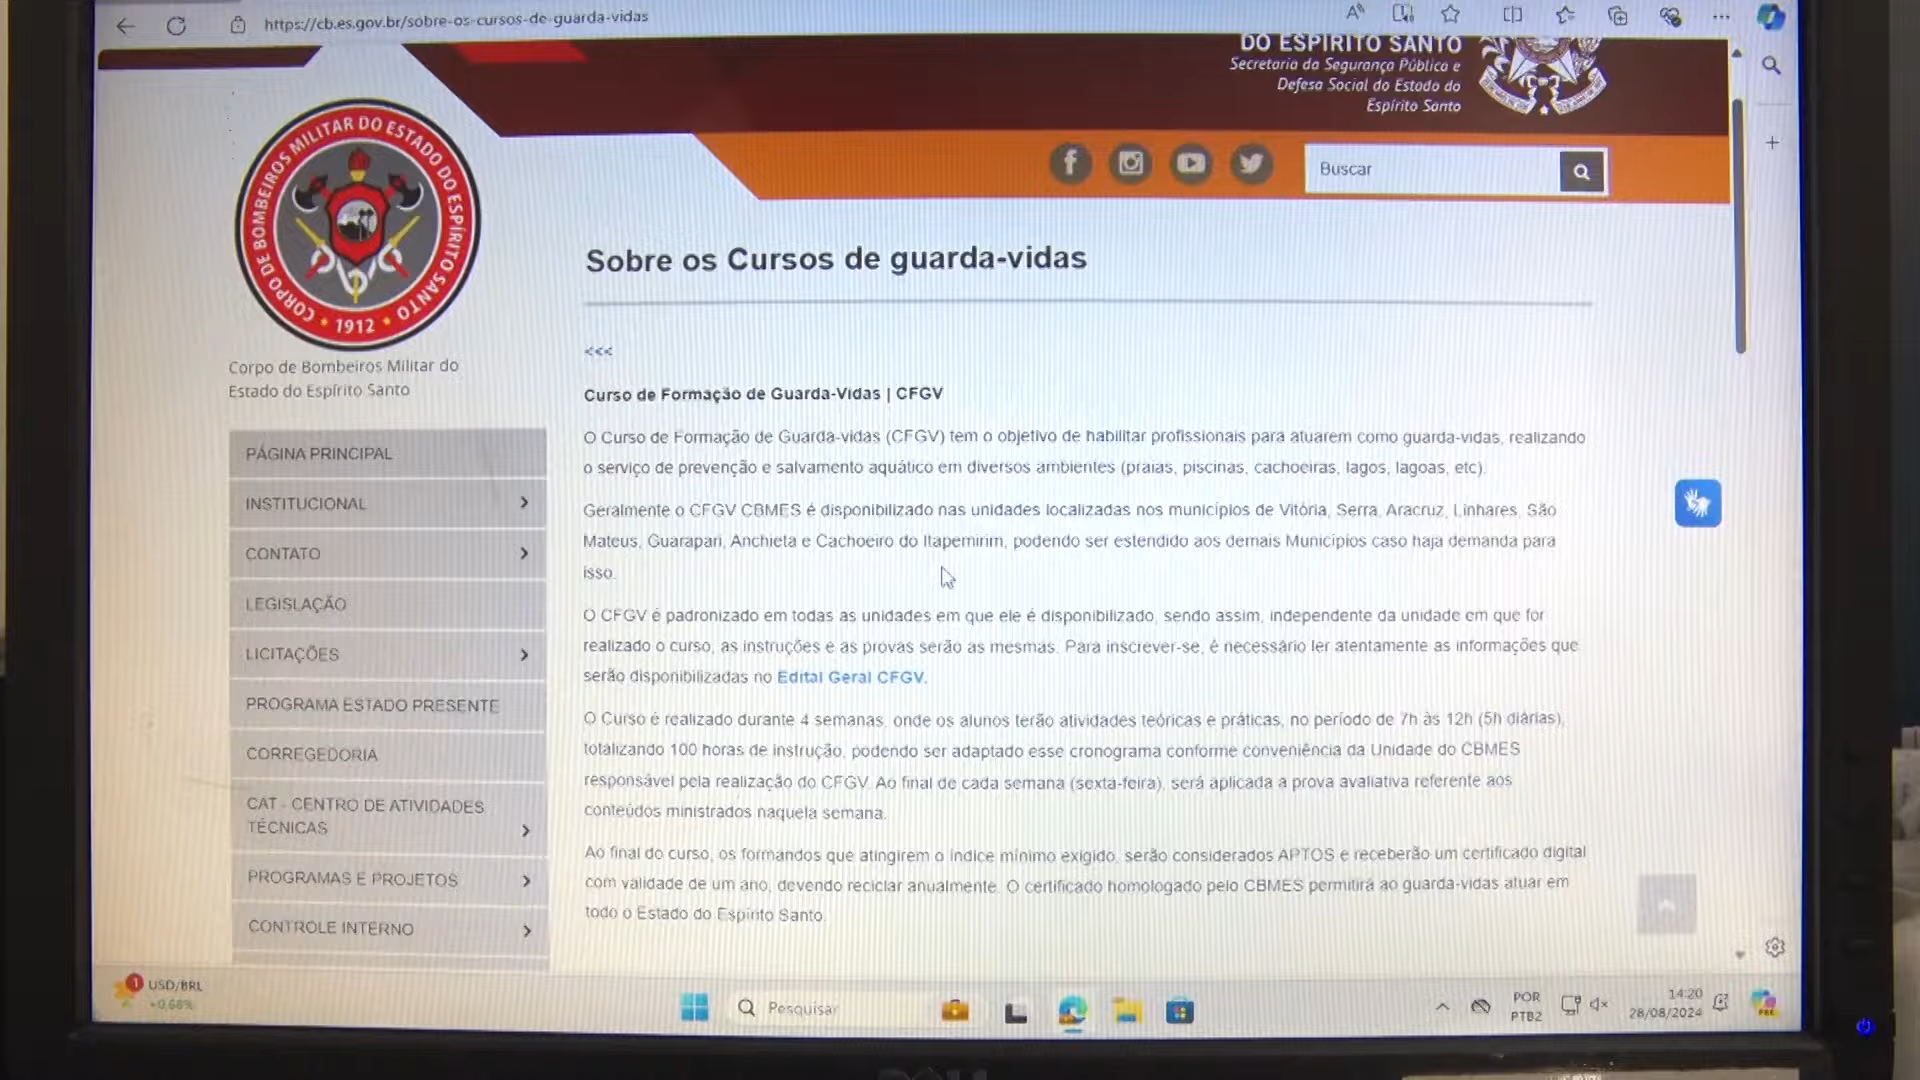 https://cb.es.gov.br/sobre-os-cursos-de-guarda-vidas
DO ESPÍRITO SANTO
Secretaria da Segurança Pública e
Defesa Social do Estado do
Espírito Santo
Buscar
CORPO DE BOMBEIROS MILITAR DO ESTADO DO ESPÍRITO SANTO
1912
Corpo de Bombeiros Militar do
Estado do Espírito Santo
PÁGINA PRINCIPAL
INSTITUCIONAL
CONTATO
LEGISLAÇÃO
LICITAÇÕES
PROGRAMA ESTADO PRESENTE
CORREGEDORIA
CAT - CENTRO DE ATIVIDADES
TÉCNICAS
PROGRAMAS E PROJETOS
CONTROLE INTERNO
Sobre os Cursos de guarda-vidas
<<<
Curso de Formação de Guarda-Vidas | CFGV
O Curso de Formação de Guarda-vidas (CFGV) tem o objetivo de habilitar profissionais para atuarem como guarda-vidas, realizando
o serviço de prevenção e salvamento aquático em diversos ambientes (praias, piscinas, cachoeiras, lagos, lagoas, etc).
Geralmente o CFGV CBMES é disponibilizado nas unidades localizadas nos municípios de Vitória, Serra, Aracruz, Linhares, São
Mateus, Guarapari, Anchieta e Cachoeiro do Itapemirim, podendo ser estendido aos demais Municípios caso haja demanda para
isso.
O CFGV é padronizado em todas as unidades em que ele é disponibilizado, sendo assim, independente da unidade em que for
realizado o curso, as instruções e as provas serão as mesmas. Para inscrever-se, é necessário ler atentamente as informações que
serão disponibilizadas no Edital Geral CFGV.
O Curso é realizado durante 4 semanas, onde os alunos terão atividades teóricas e práticas, no período de 7h às 12h (5h diárias),
totalizando 100 horas de instrução, podendo ser adaptado esse cronograma conforme conveniência da Unidade do CBMES
responsável pela realização do CFGV. Ao final de cada semana (sexta-feira), será aplicada a prova avaliativa referente aos
conteúdos ministrados naquela semana.
Ao final do curso, os formandos que atingirem o índice mínimo exigido, serão considerados APTOS e receberão um certificado digital
com validade de um ano, devendo reciclar anualmente. O certificado homologado pelo CBMES permitirá ao guarda-vidas atuar em
todo o Estado do Espírito Santo.
1
USD/BRL
+0.68%
Pesquisar
POR
PTB2
14:20
28/08/2024
PRE